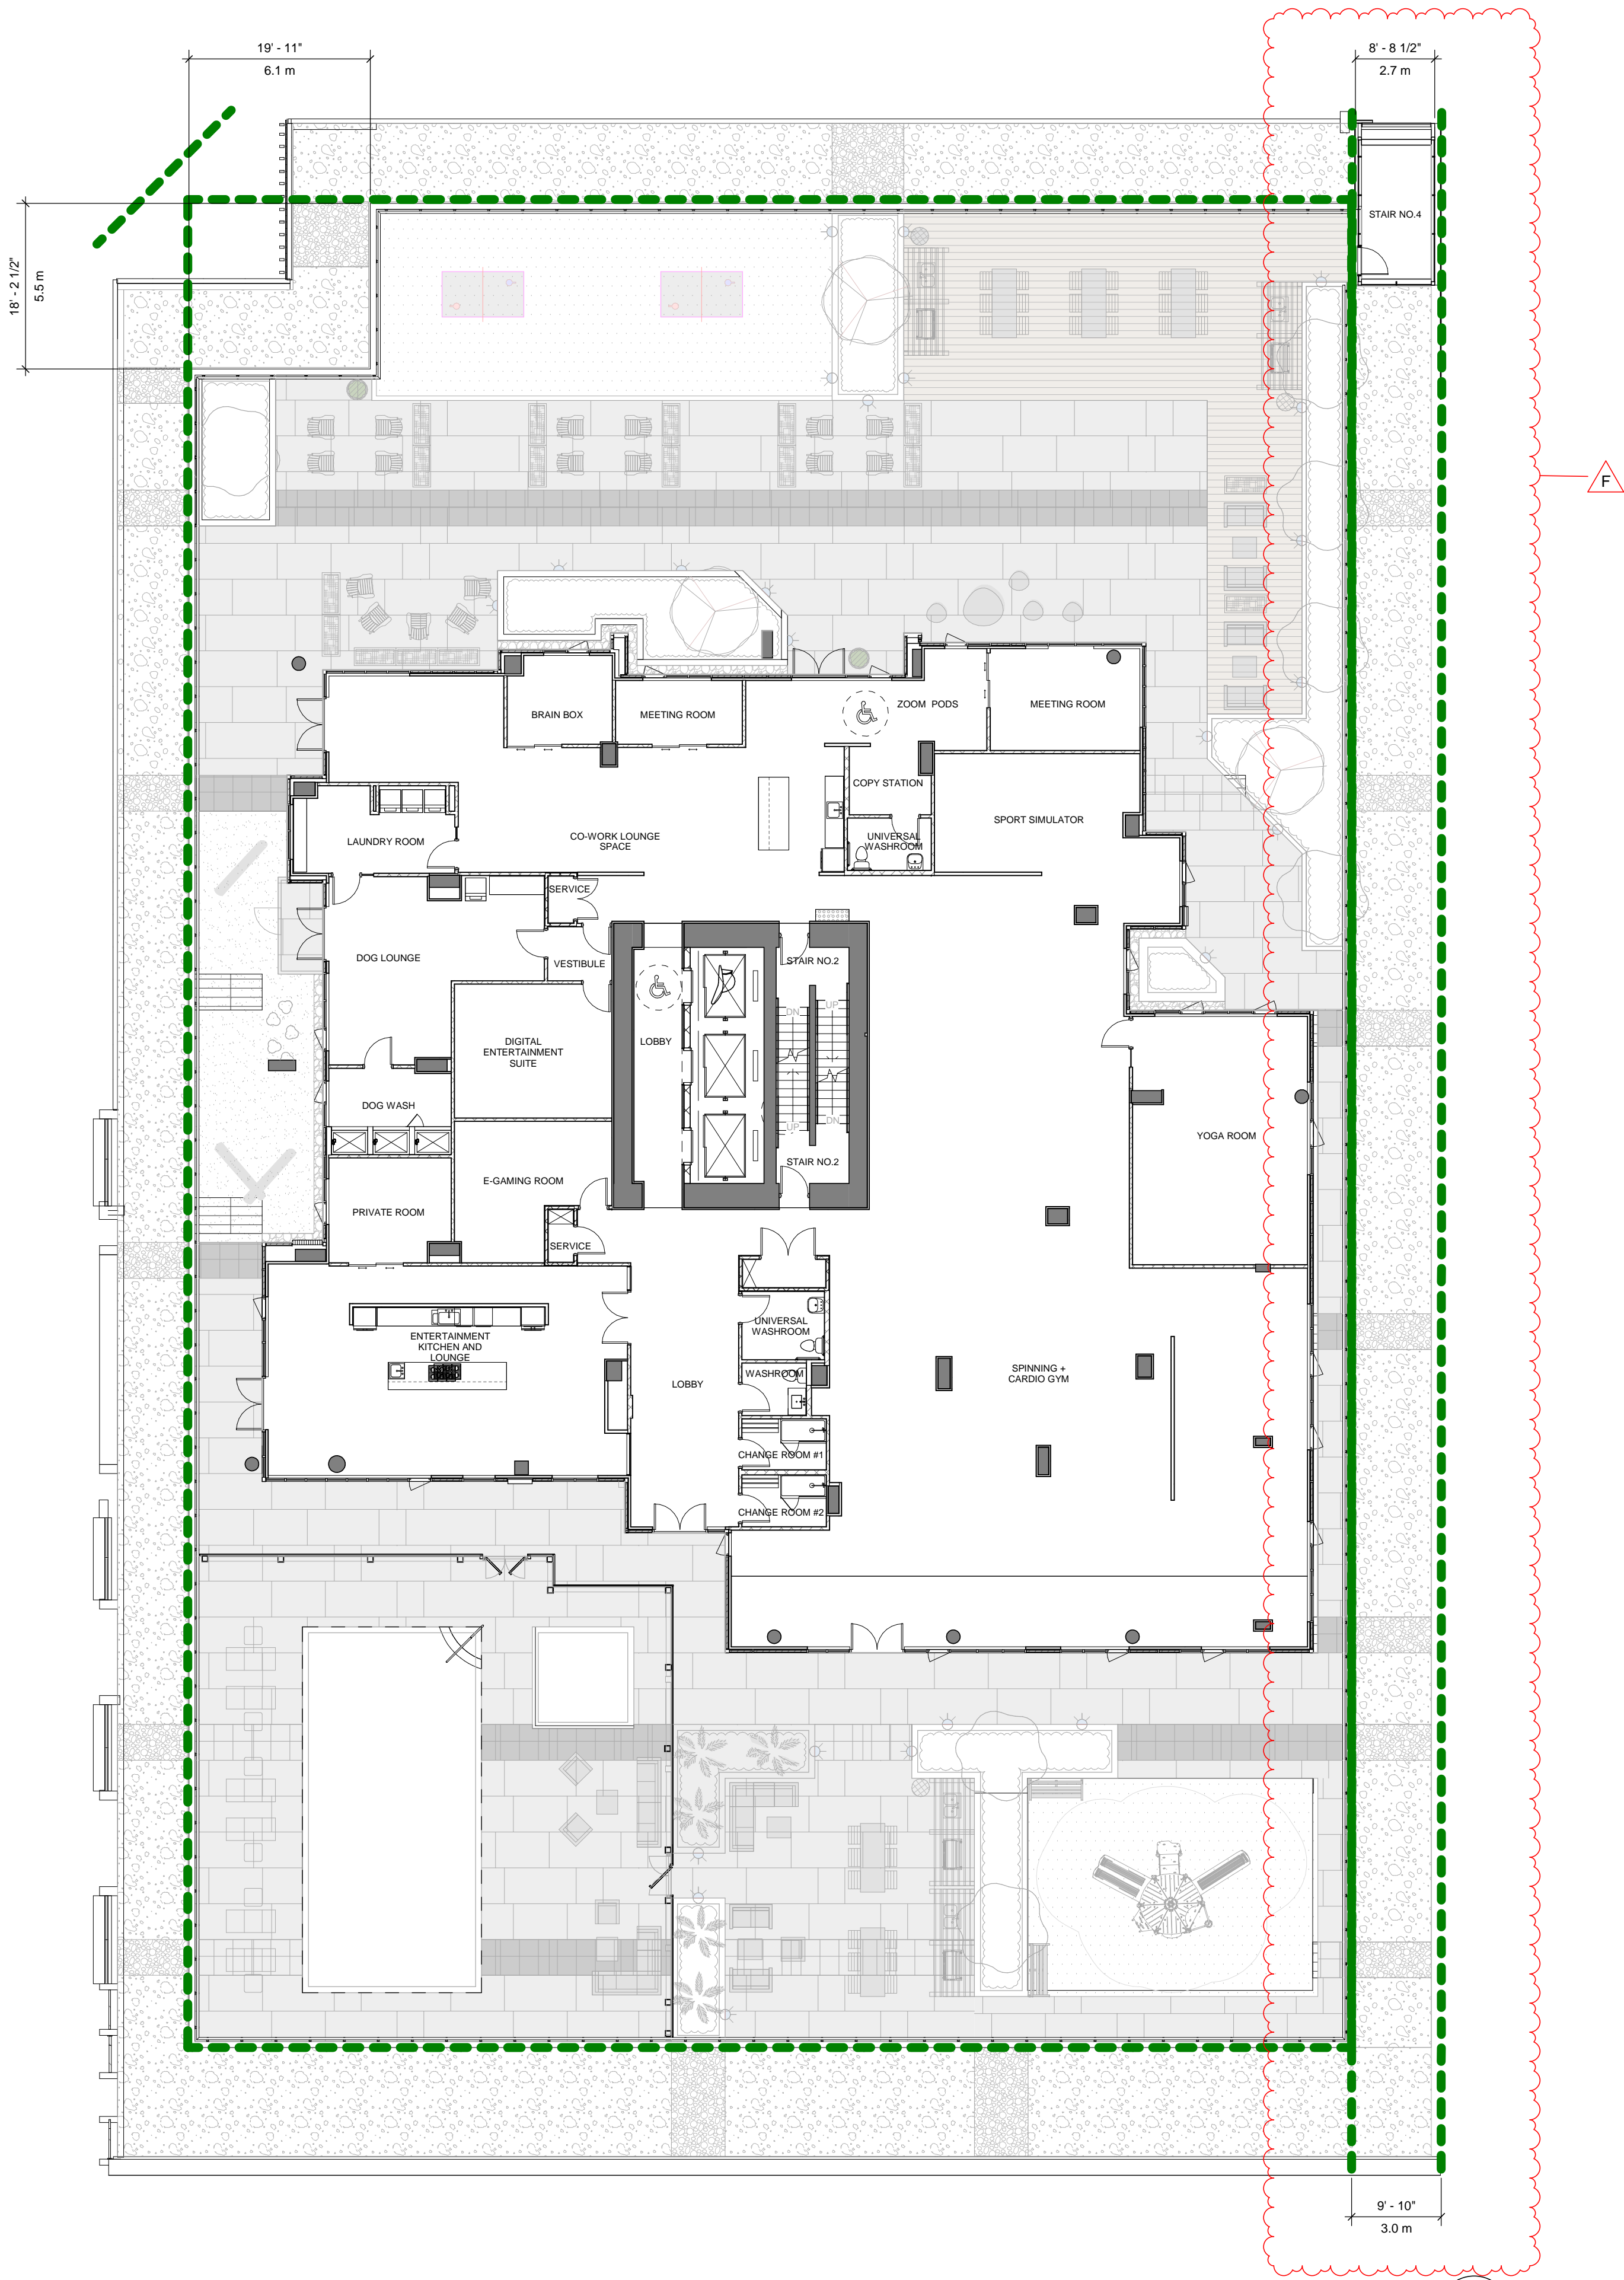 19' - 11"
6.1 m
8' - 8 1/2"
2.7 m
STAIR NO.4
18' - 2 1/2"
5.5 m
F
BRAIN BOX
MEETING ROOM
ZOOM PODS
MEETING ROOM
COPY STATION
LAUNDRY ROOM
CO-WORK LOUNGE
SPACE
UNIVERSAL
WASHROOM
SPORT SIMULATOR
SERVICE
DOG LOUNGE
VESTIBULE
STAIR NO.2
DN
UP
LOBBY
DIGITAL
ENTERTAINMENT
SUITE
DOG WASH
UP
DN
YOGA ROOM
STAIR NO.2
E-GAMING ROOM
PRIVATE ROOM
SERVICE
UNIVERSAL
WASHROOM
ENTERTAINMENT
KITCHEN AND
LOUNGE
WASHROOM
LOBBY
SPINNING +
CARDIO GYM
CHANGE ROOM #1
CHANGE ROOM #2
9' - 10"
3.0 m